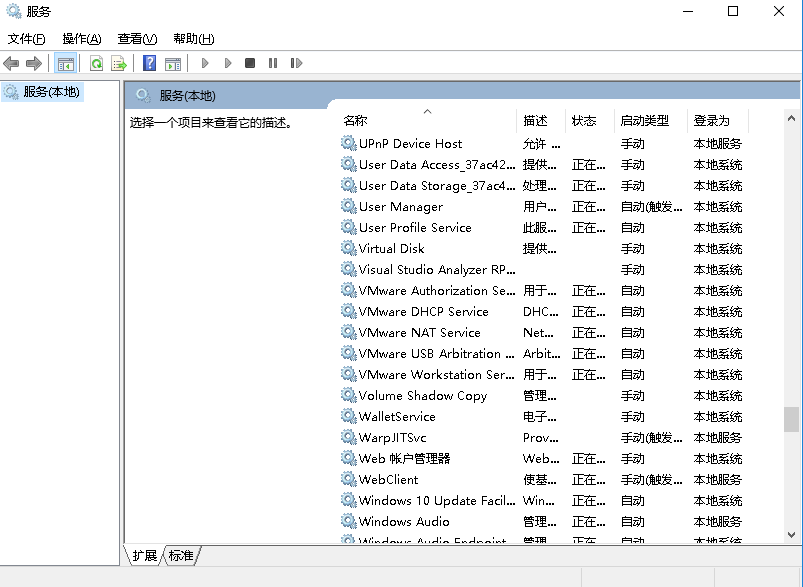 服务
文件(F) 操作(A) 查看(V) 帮助(H)
服务(本地)
服务(本地)
选择一个项目来查看它的描述。
名称 描述 状态 启动类型 登录为
UPnP Device Host 允许 ... 手动 本地服务
User Data Access_37ac42... 提供... 正在... 手动 本地系统
User Data Storage_37ac4... 处理... 正在... 手动 本地系统
User Manager 用户... 正在... 自动(触发... 本地系统
User Profile Service 此服... 正在... 自动 本地系统
Virtual Disk 提供... 手动 本地系统
Visual Studio Analyzer RP... 手动 本地系统
VMware Authorization Se... 用于... 正在... 自动 本地系统
VMware DHCP Service DHC... 正在... 自动 本地系统
VMware NAT Service Net... 正在... 自动 本地系统
VMware USB Arbitration ... Arbit... 正在... 自动 本地系统
VMware Workstation Ser... 用于... 正在... 自动 本地系统
Volume Shadow Copy 管理... 手动 本地系统
WalletService 电子... 手动 本地系统
WarpJITSvc Prov... 手动(触发... 本地服务
Web 帐户管理器 Web... 正在... 手动 本地系统
WebClient 使基... 正在... 手动(触发... 本地服务
Windows 10 Update Facil... Win... 正在... 自动 本地系统
Windows Audio 管理... 正在... 自动 本地服务
Windows Audio Endpoint 管理... 正在... 自动 本地系统
扩展 标准